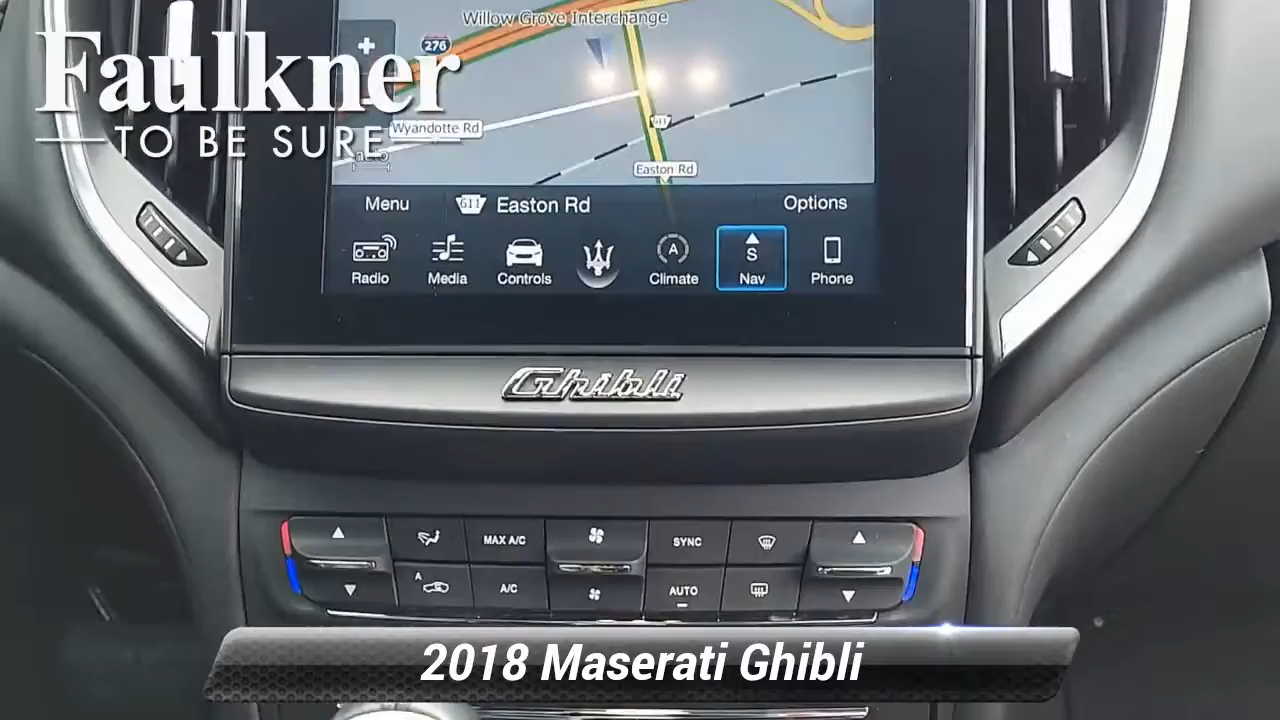 Willow Grove Interchange
276
Faulkner
TO BE SURE
Wyandotte Rd
auto
611
Easton Rd
Menu
611 Easton Rd
Options
A
S
Radio Media Controls Climate Nav Phone
Ghibli
MAX A/C
SYNC
A
A/C
AUTO
2018 Maserati Ghibli